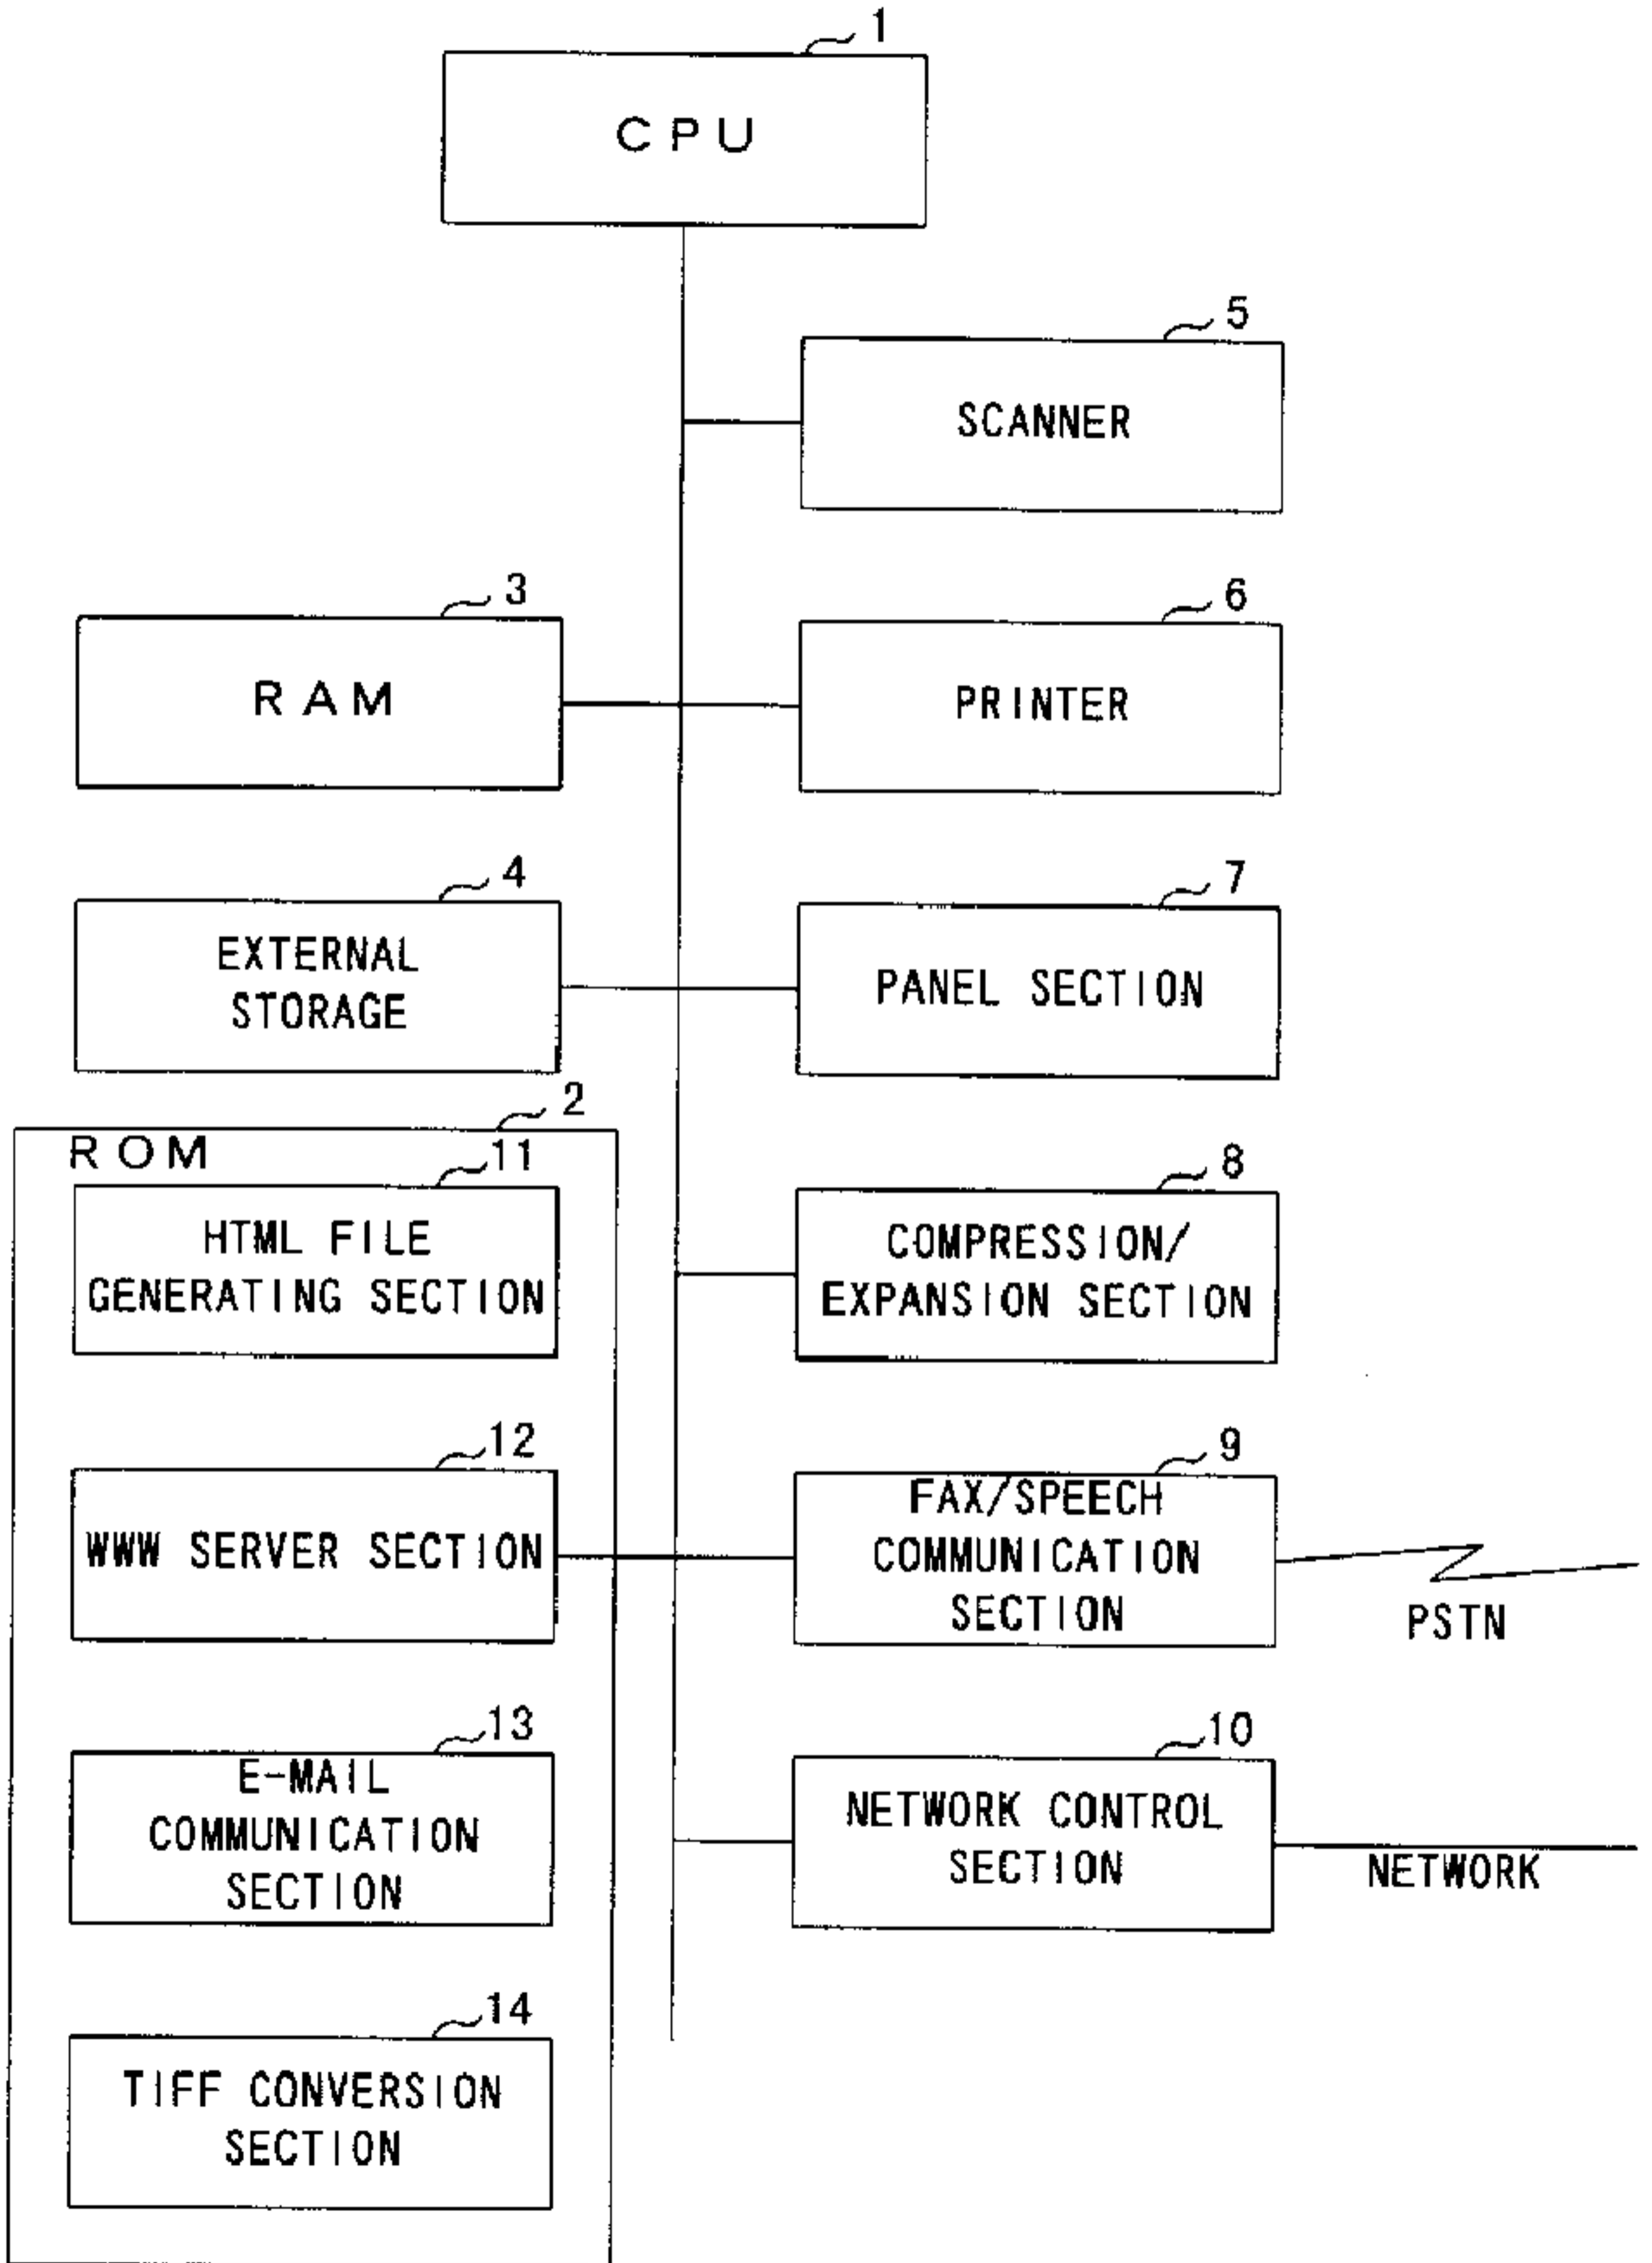 1
CPU
5
SCANNER
3
RAM
6
PRINTER
4
EXTERNAL
STORAGE
7
PANEL SECTION
2
ROM
11
HTML FILE
GENERATING SECTION
8
COMPRESSION/
EXPANSION SECTION
12
WWW SERVER SECTION
9
FAX/SPEECH
COMMUNICATION
SECTION
PSTN
13
E-MAIL
COMMUNICATION
SECTION
10
NETWORK CONTROL
SECTION
NETWORK
14
TIFF CONVERSION
SECTION